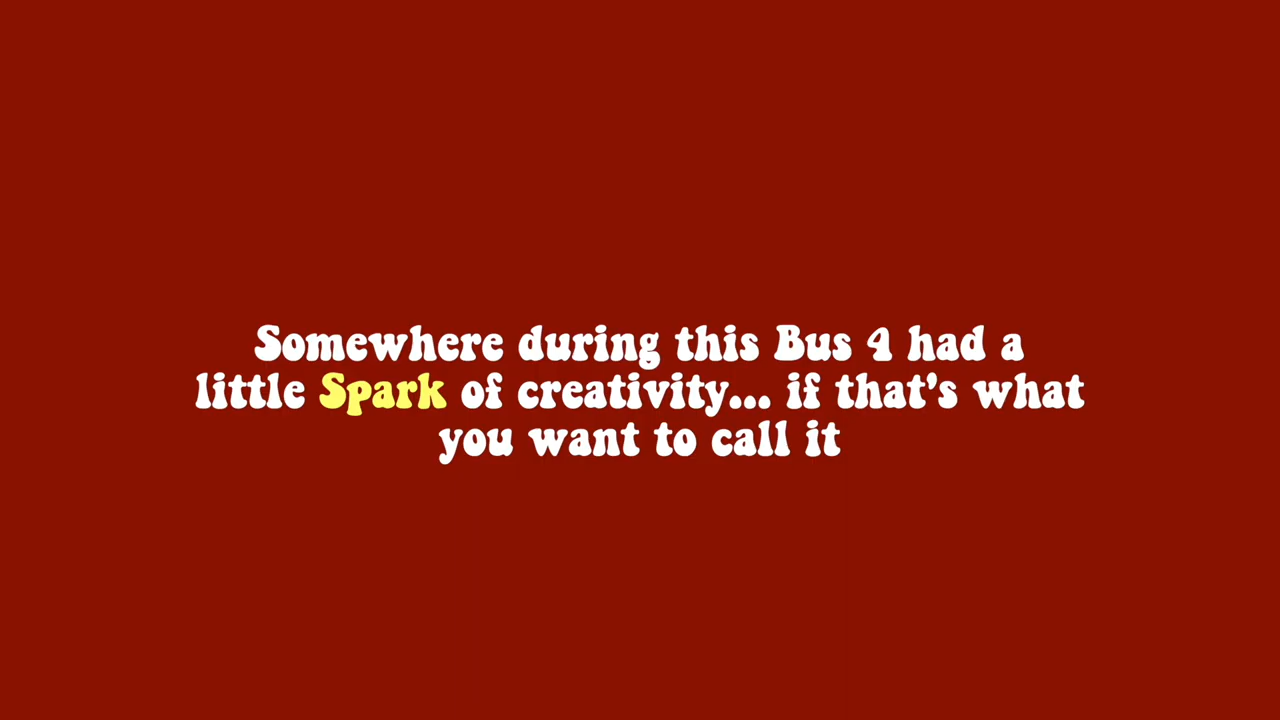 Somewhere during this Bus 4 had a
little Spark of creativity... if that's what
you want to call it